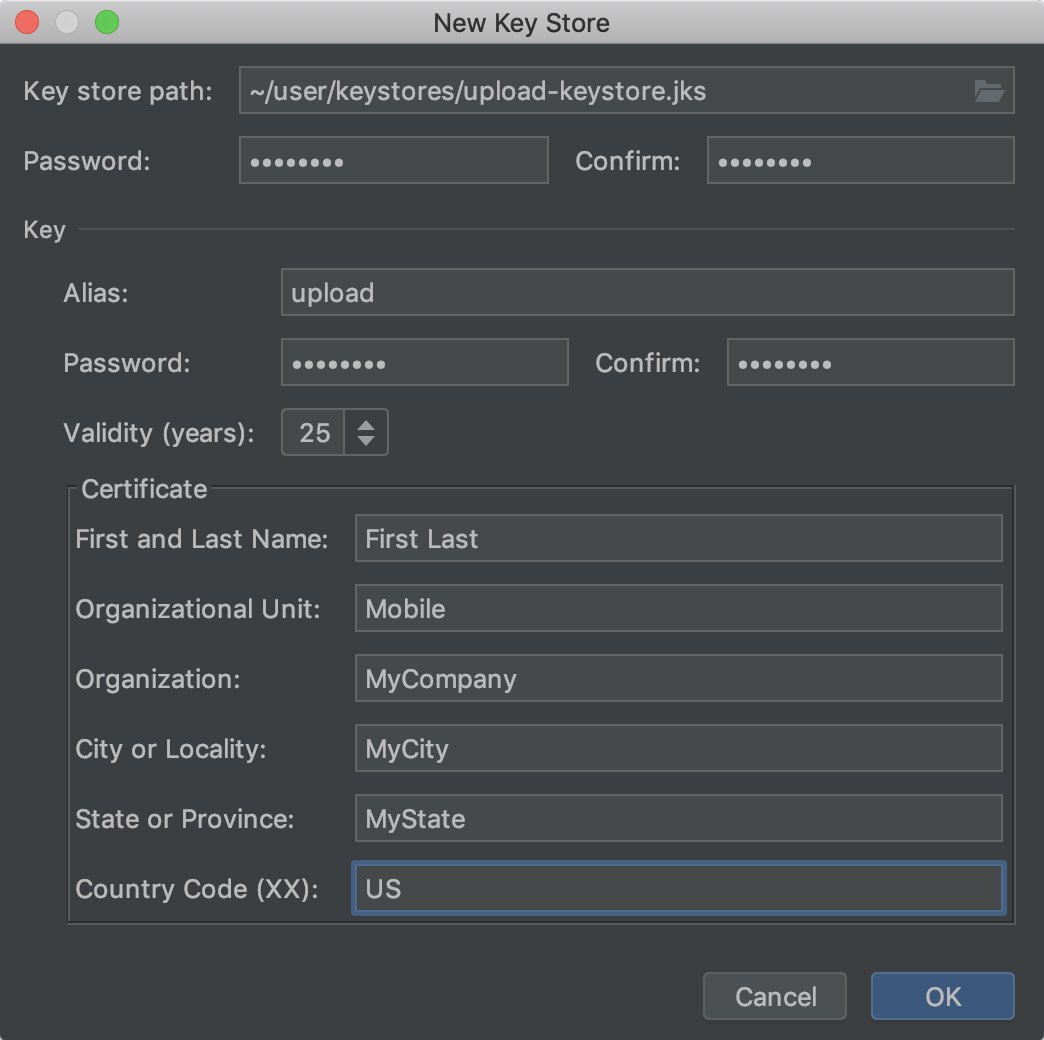 New Key Store
Key store path: ~/user/keystores/upload-keystore.jks
Password: •••••••• Confirm: ••••••••
Key
Alias: upload
Password: •••••••• Confirm: ••••••••
Validity (years): 25
Certificate
First and Last Name: First Last
Organizational Unit: Mobile
Organization: MyCompany
City or Locality: MyCity
State or Province: MyState
Country Code (XX): US
Cancel OK